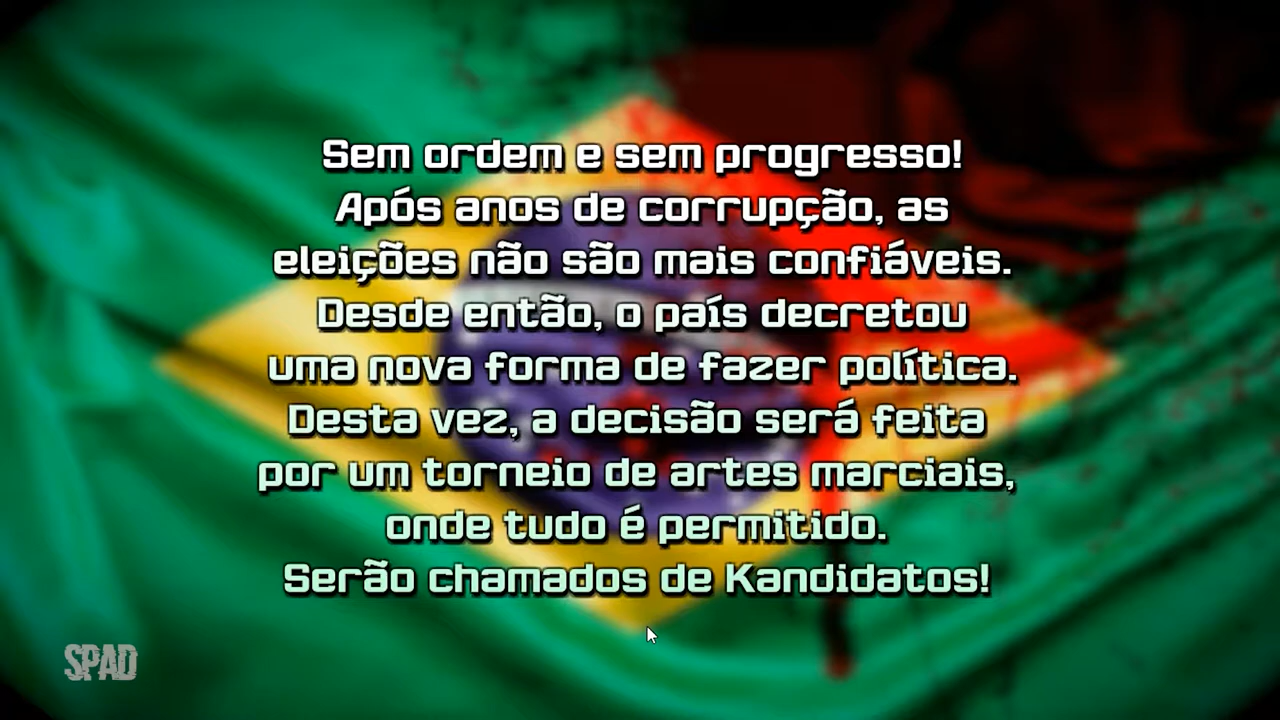 Sem ordem e sem progresso!
Após anos de corrupção, as
eleições não são mais confiáveis.
Desde então, o país decretou
uma nova forma de fazer política.
Desta vez, a decisão será feita
por um torneio de artes marciais,
onde tudo é permitido.
Serão chamados de Kandidatos!
SPAD